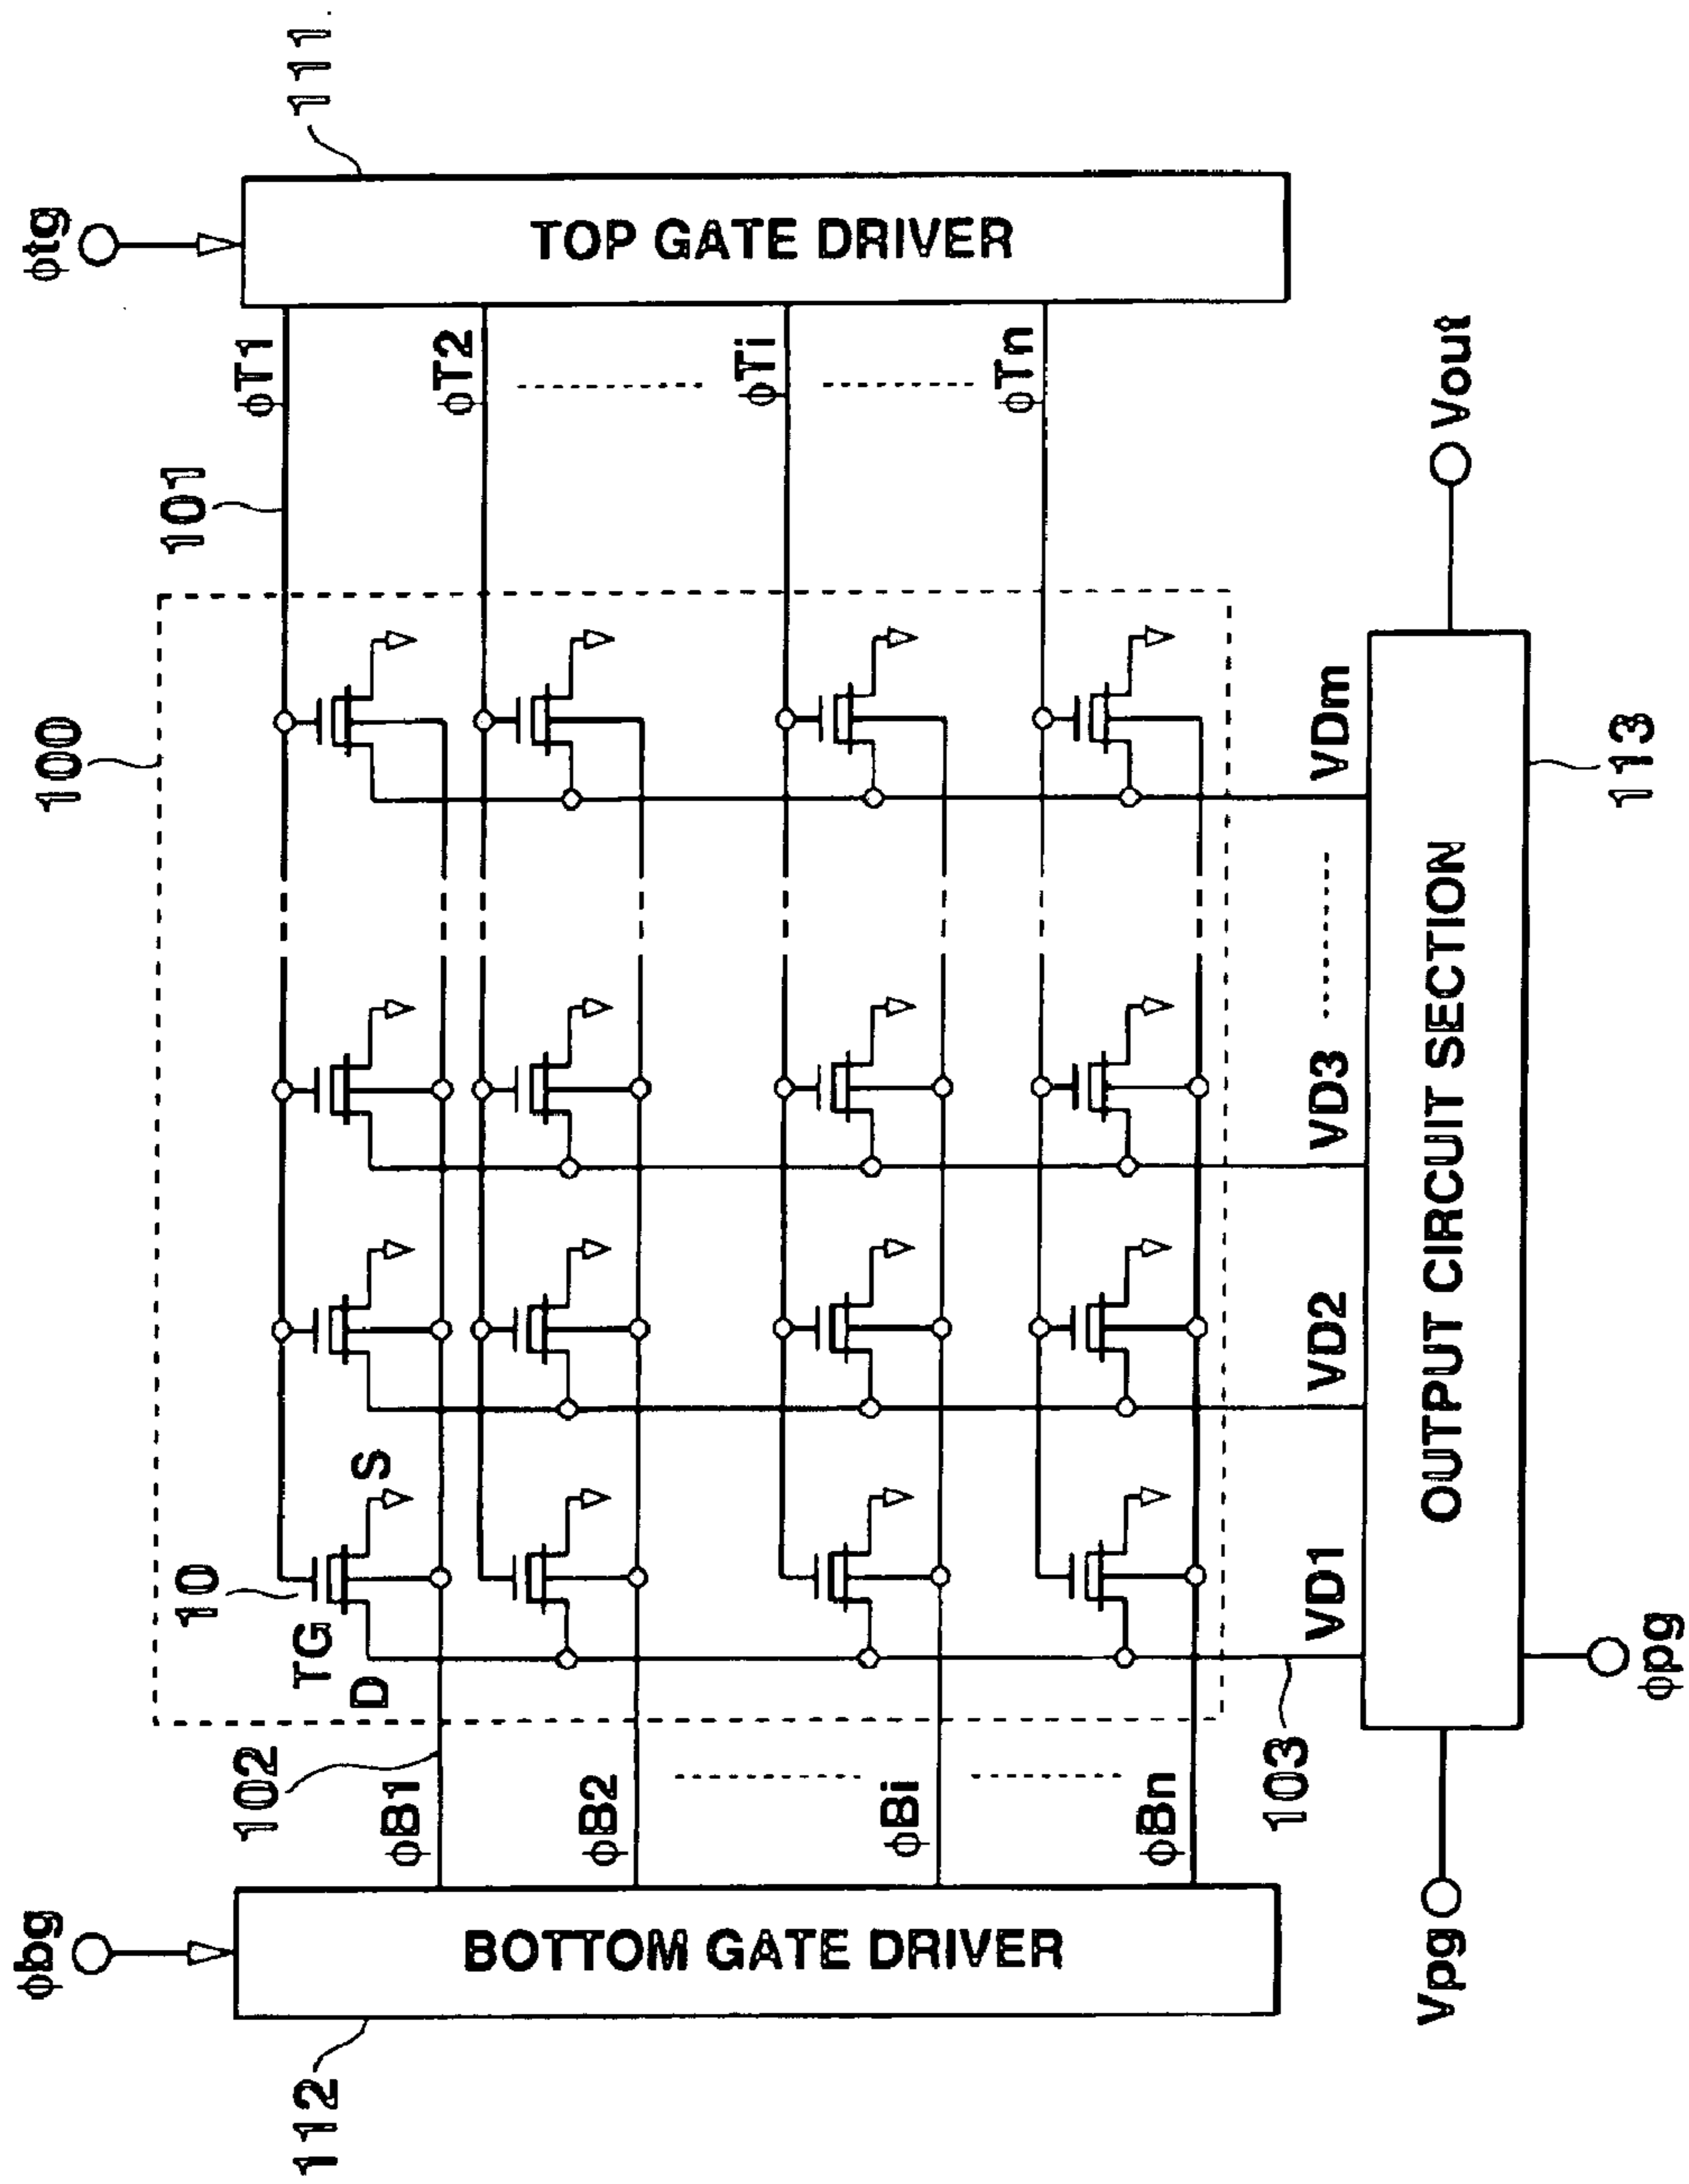 100
101
111
102
10
112
φbg
φtg
TG
S
D
φB1
φB2
φBi
φBn
φT1
φT2
φTi
φTn
BOTTOM GATE DRIVER
TOP GATE DRIVER
103
VD1
VD2
VD3
VDm
Vpg
OUTPUT CIRCUIT SECTION
Vout
φpg
113